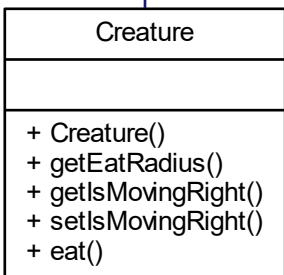 Creature
+ Creature()
+ getEatRadius()
+ getIsMovingRight()
+ setIsMovingRight()
+ eat()